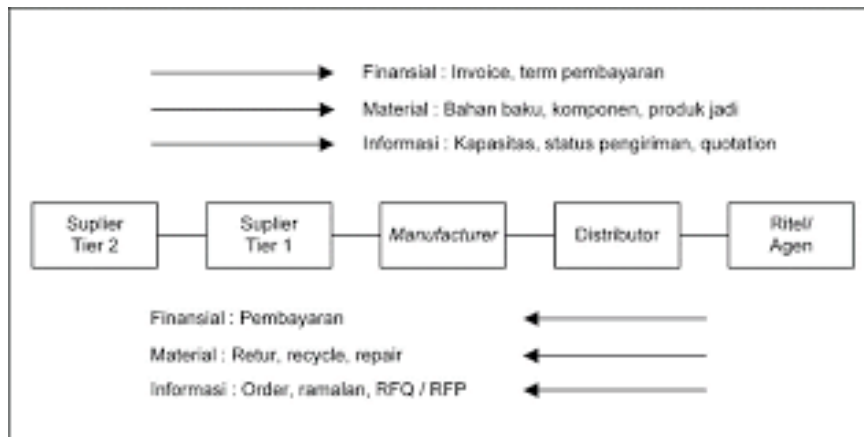 Finansial : Invoice, term pembayaran
Material : Bahan baku, komponen, produk jadi
Informasi : Kapasitas, status pengiriman, quotation
Suplier
Tier 2
Suplier
Tier 1
Manufacturer
Distributor
Ritel/
Agen
Finansial : Pembayaran
Material : Retur, recycle, repair
Informasi : Order, ramalan, RFQ / RFP